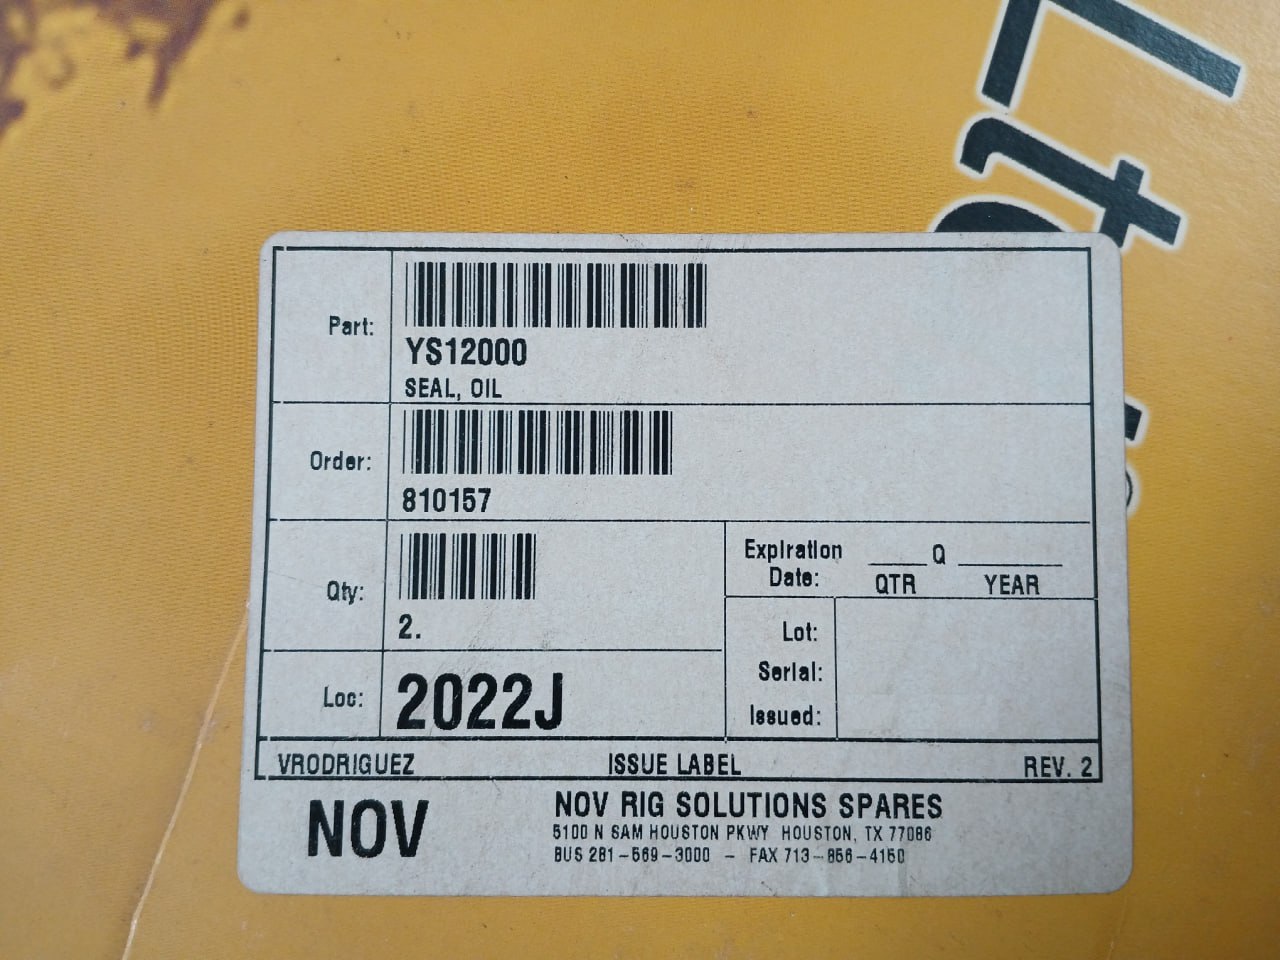 Part:
YS12000
SEAL, OIL
Order:
810157
Qty:
2.
Expiration Date: ____Q ________
QTR YEAR
Lot:
Serial:
Issued:
Loc:
2022J
VRODRIGUEZ ISSUE LABEL REV. 2
NOV
NOV RIG SOLUTIONS SPARES
5100 N SAM HOUSTON PKWY HOUSTON, TX 77086
BUS 281-569-3000 - FAX 713-856-4150